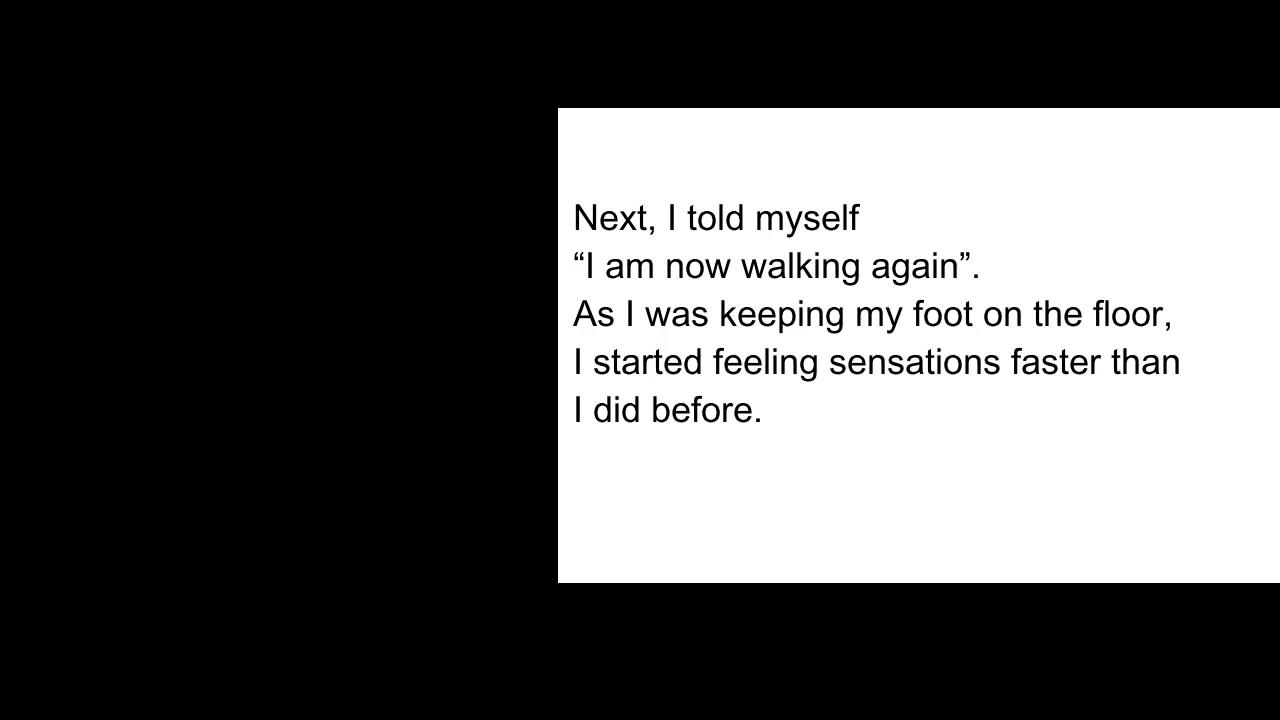 Next, I told myself
“I am now walking again”.
As I was keeping my foot on the floor,
I started feeling sensations faster than
I did before.